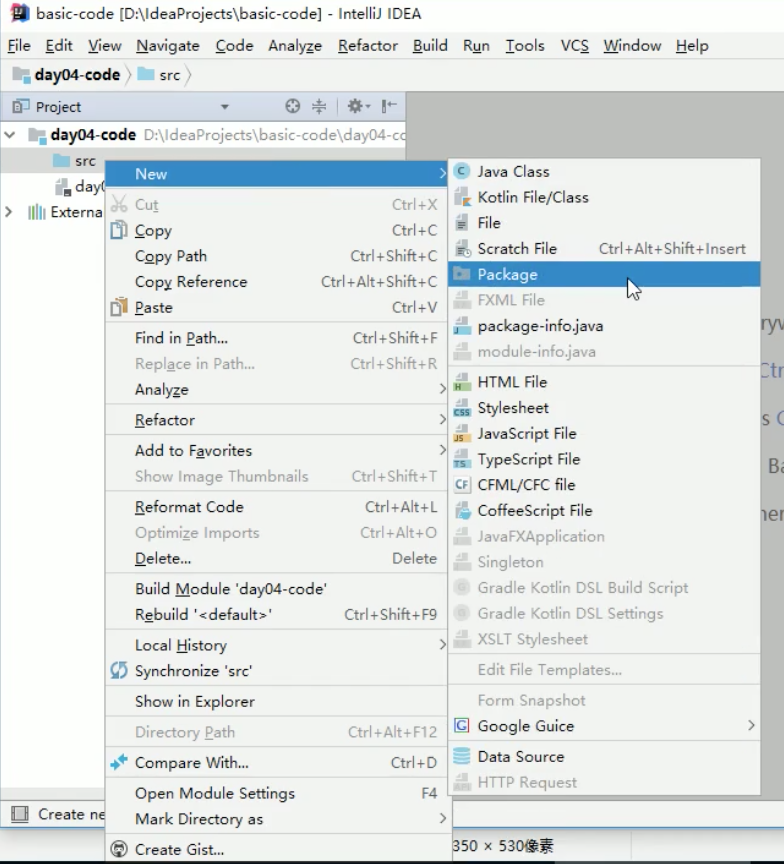 basic-code [D:\IdeaProjects\basic-code] - IntelliJ IDEA
File Edit View Navigate Code Analyze Refactor Build Run Tools VCS Window Help
day04-code src
Project
day04-code D:\IdeaProjects\basic-code\day04-co
src
day0
Externa
New
Cut Ctrl+X
Copy Ctrl+C
Copy Path Ctrl+Shift+C
Copy Reference Ctrl+Alt+Shift+C
Paste Ctrl+V
Find in Path... Ctrl+Shift+F
Replace in Path... Ctrl+Shift+R
Analyze
Refactor
Add to Favorites
Show Image Thumbnails Ctrl+Shift+T
Reformat Code Ctrl+Alt+L
Optimize Imports Ctrl+Alt+O
Delete... Delete
Build Module 'day04-code'
Rebuild '<default>' Ctrl+Shift+F9
Local History
Synchronize 'src'
Show in Explorer
Directory Path Ctrl+Alt+F12
Compare With... Ctrl+D
Open Module Settings F4
Mark Directory as
Create Gist...
Java Class
Kotlin File/Class
File
Scratch File Ctrl+Alt+Shift+Insert
Package
FXML File
package-info.java
module-info.java
HTML File
Stylesheet
JavaScript File
TypeScript File
CFML/CFC file
CoffeeScript File
JavaFXApplication
Singleton
Gradle Kotlin DSL Build Script
Gradle Kotlin DSL Settings
XSLT Stylesheet
Edit File Templates...
Form Snapshot
Google Guice
Data Source
HTTP Request
ryw
Ctr
s
Ba
her
Create ne
350 × 530像素